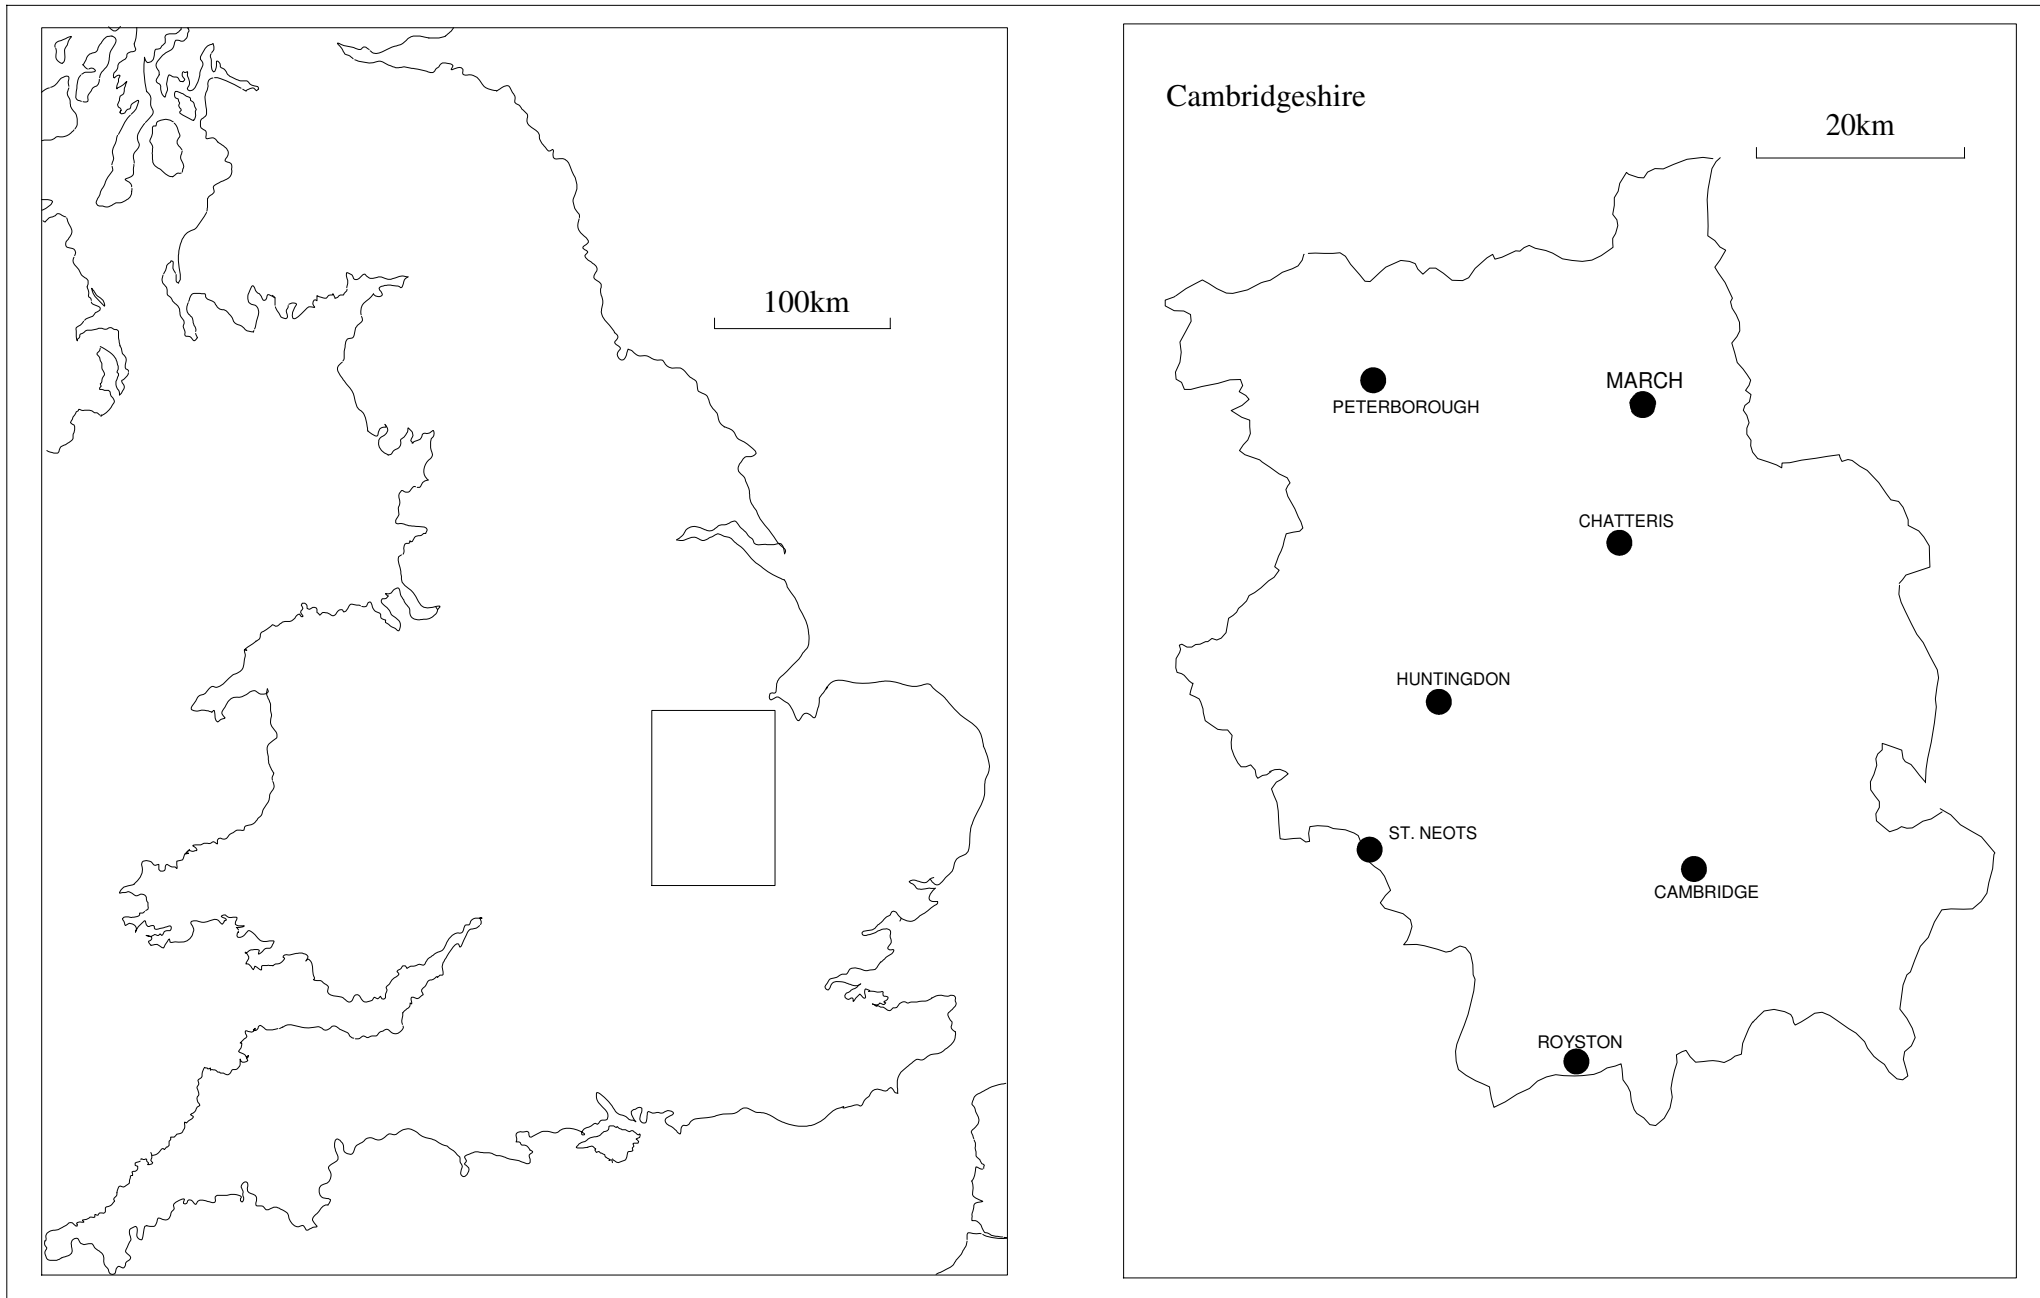 100km
Cambridgeshire
20km
PETERBOROUGH
MARCH
CHATTERIS
HUNTINGDON
ST. NEOTS
CAMBRIDGE
ROYSTON